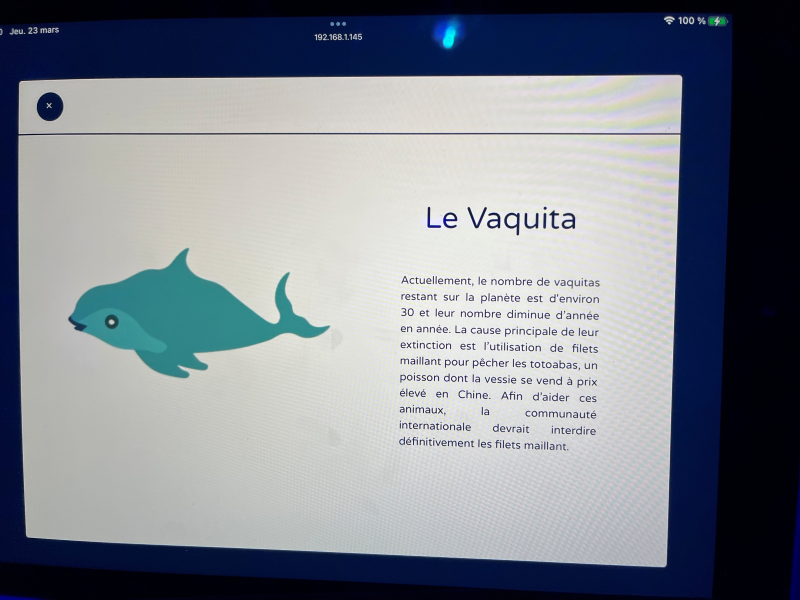 Jeu. 23 mars
192.168.1.145
100 %
×
Le Vaquita
Actuellement, le nombre de vaquitas
restant sur la planète est d'environ
30 et leur nombre diminue d'année
en année. La cause principale de leur
extinction est l'utilisation de filets
maillant pour pêcher les totoabas, un
poisson dont la vessie se vend à prix
élevé en Chine. Afin d'aider ces
animaux, la communauté
internationale devrait interdire
définitivement les filets maillant.